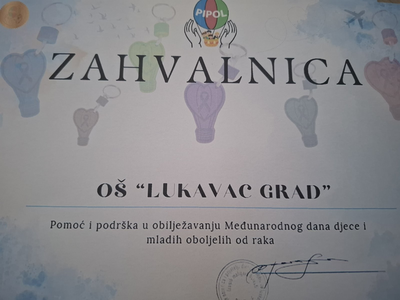 PIPOL
ZAHVALNICA
OŠ "LUKAVAC GRAD"
Pomoć i podrška u obilježavanju Međunarodnog dana djece i
mladih oboljelih od raka